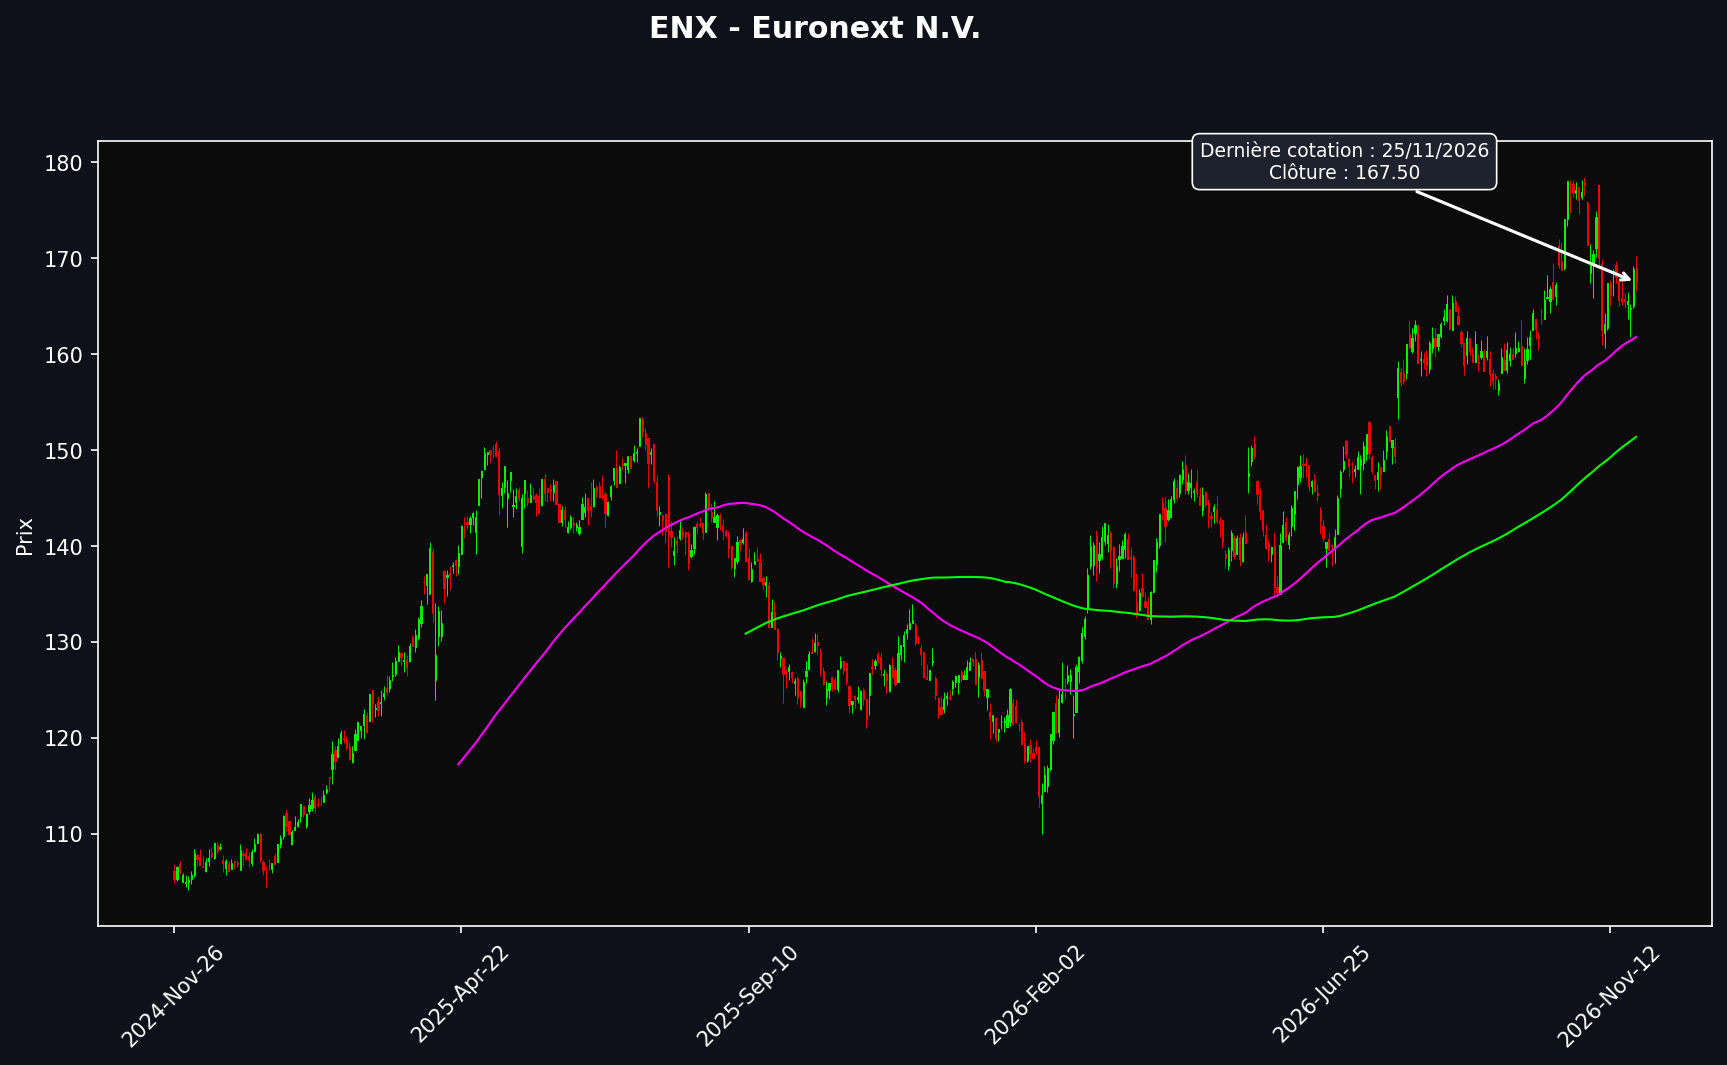 ENX - Euronext N.V.
Dernière cotation : 25/11/2026
Clôture : 167.50
Prix
180
170
160
150
140
130
120
110
2024-Nov-26
2025-Apr-22
2025-Sep-10
2026-Feb-02
2026-Jun-25
2026-Nov-12